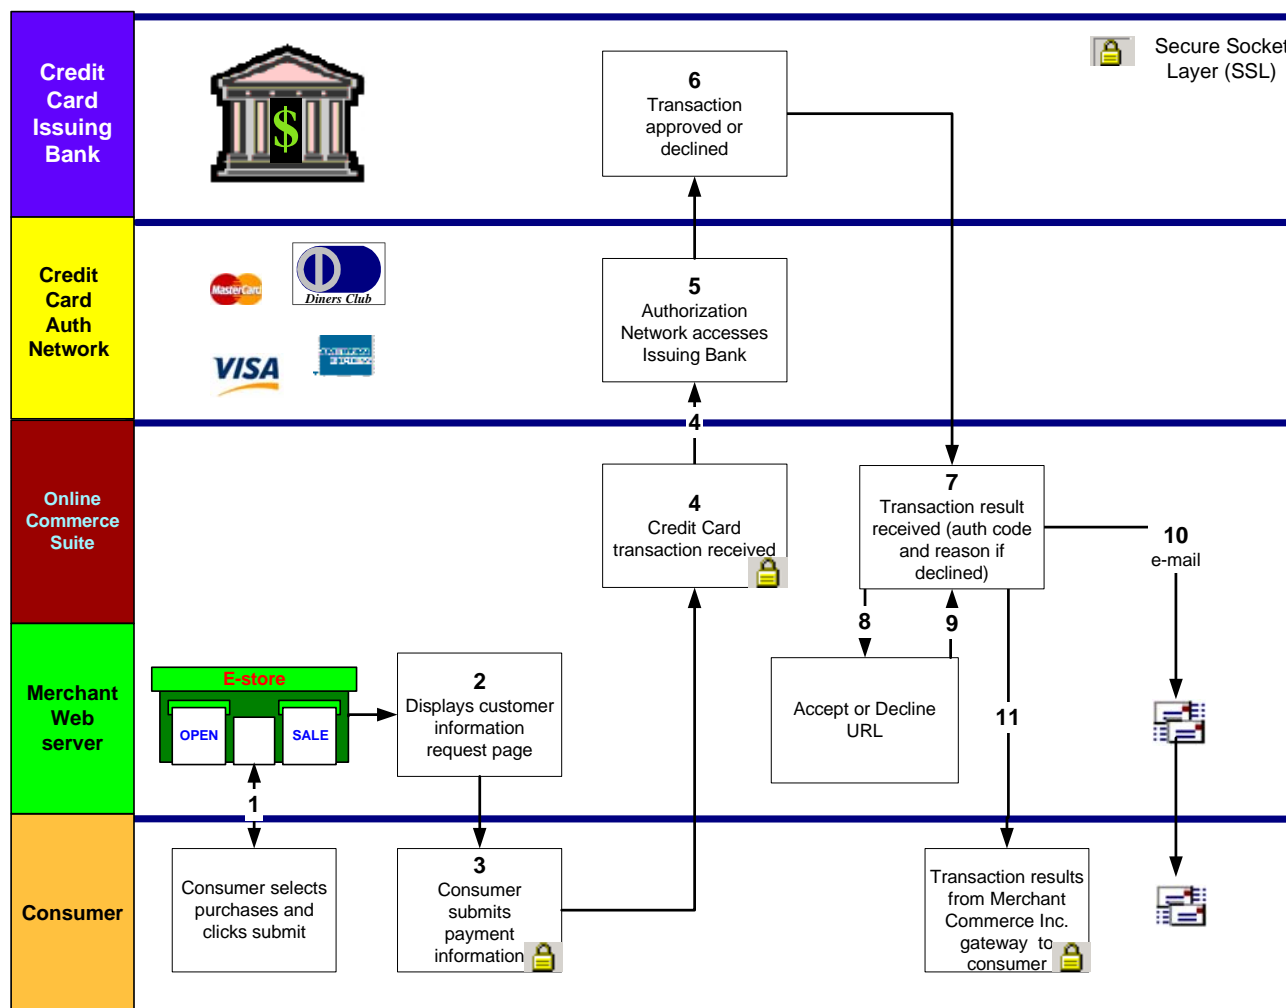 Credit
Card
Issuing
Bank
$
6
Transaction
approved or
declined
Secure Socket
Layer (SSL)
Credit
Card
Auth
Network
MasterCard
Diners Club
VISA
AMERICAN
EXPRESS
5
Authorization
Network accesses
Issuing Bank
4
Online
Commerce
Suite
4
Credit Card
transaction received
7
Transaction result
received (auth code
and reason if
declined)
10
e-mail
8
9
Merchant
Web
server
E-store
OPEN
SALE
2
Displays customer
information
request page
Accept or Decline
URL
11
1
Consumer
Consumer selects
purchases and
clicks submit
3
Consumer
submits
payment
information
Transaction results
from Merchant
Commerce Inc.
gateway to
consumer